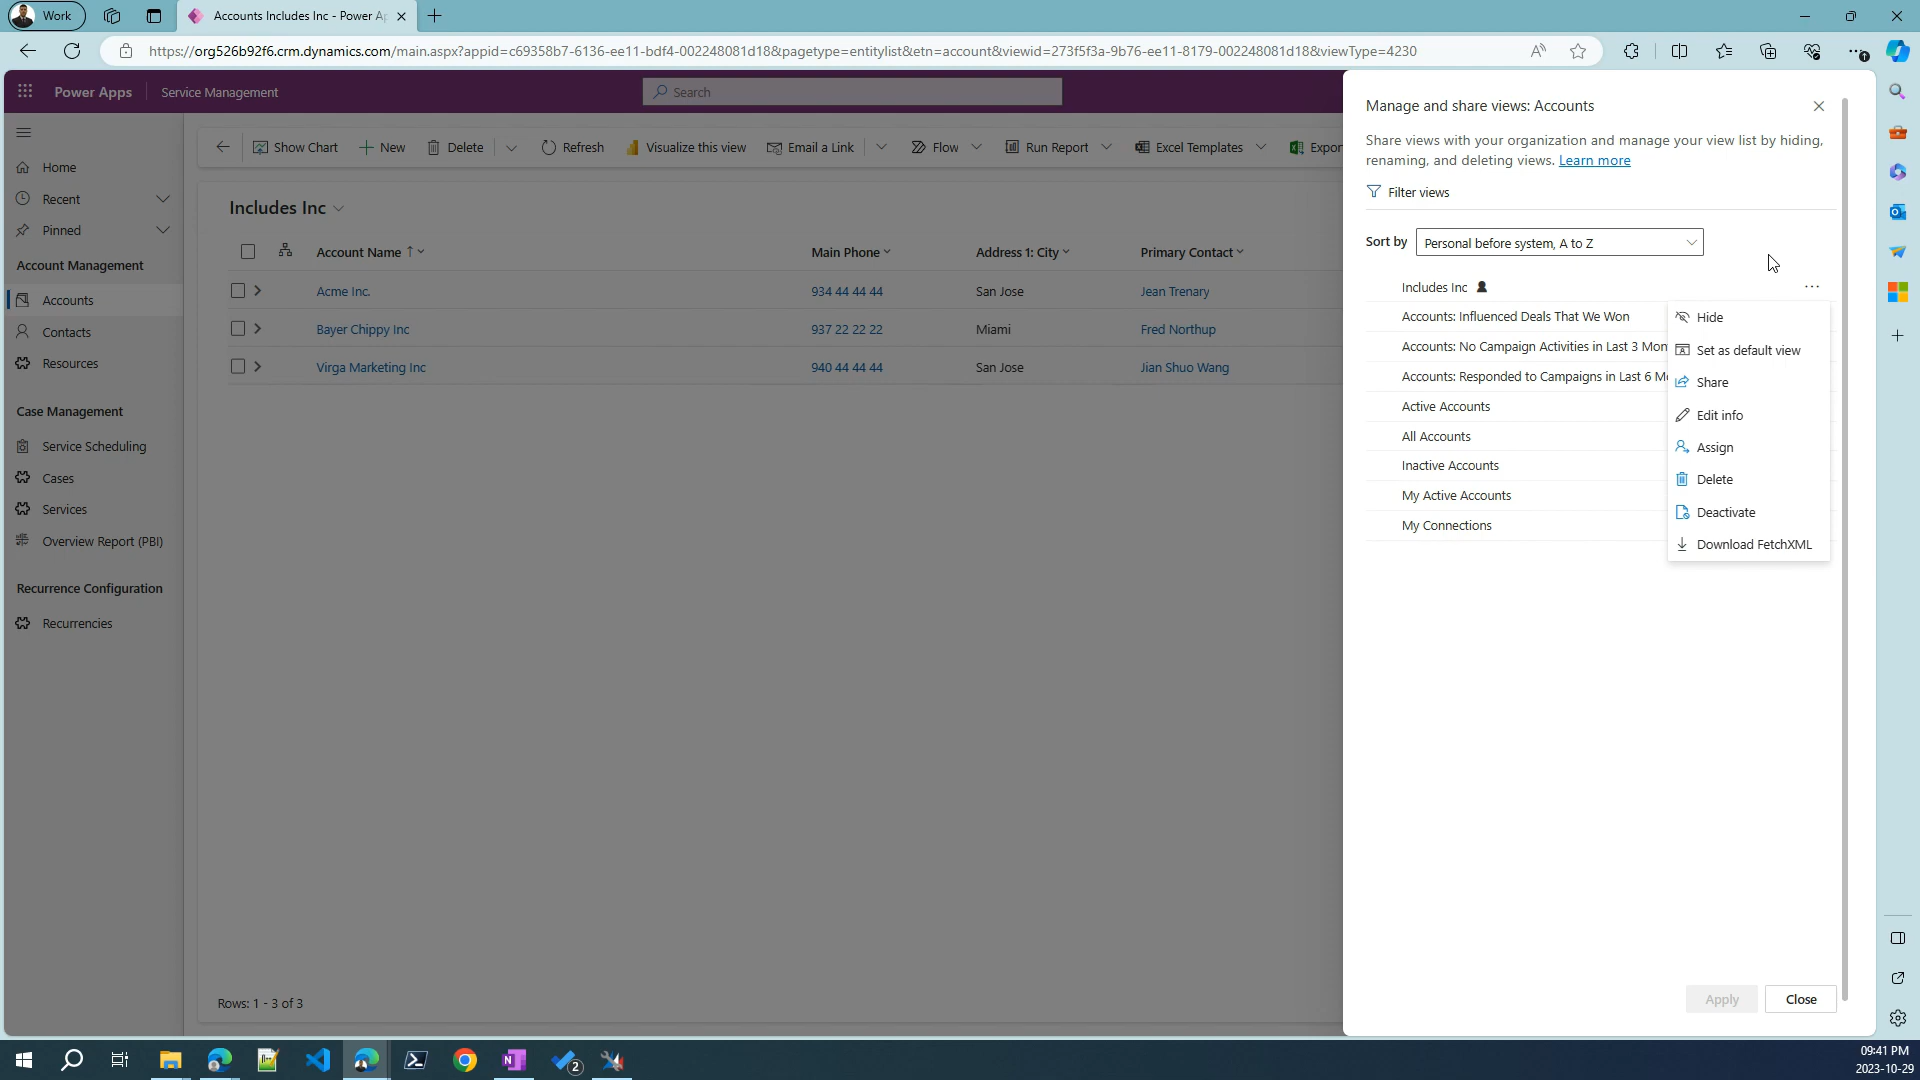 Work
Accounts Includes Inc - Power Ap
https://org526b92f6.crm.dynamics.com/main.aspx?appid=c69358b7-6136-ee11-bdf4-002248081d18&pagetype=entitylist&etn=account&viewid=273f5f3a-9b76-ee11-8179-002248081d18&viewType=4230
Power Apps
Service Management
Search
Home
Recent
Pinned
Account Management
Accounts
Contacts
Resources
Case Management
Service Scheduling
Cases
Services
Overview Report (PBI)
Recurrence Configuration
Recurrencies
Show Chart
New
Delete
Refresh
Visualize this view
Email a Link
Flow
Run Report
Excel Templates
Expor
Includes Inc
Account Name
Main Phone
Address 1: City
Primary Contact
Acme Inc.
934 44 44 44
San Jose
Jean Trenary
Bayer Chippy Inc
937 22 22 22
Miami
Fred Northup
Virga Marketing Inc
940 44 44 44
San Jose
Jian Shuo Wang
Rows: 1 - 3 of 3
Manage and share views: Accounts
Share views with your organization and manage your view list by hiding,
renaming, and deleting views. Learn more
Filter views
Sort by
Personal before system, A to Z
Includes Inc
Accounts: Influenced Deals That We Won
Accounts: No Campaign Activities in Last 3 Mon
Accounts: Responded to Campaigns in Last 6 M
Active Accounts
All Accounts
Inactive Accounts
My Active Accounts
My Connections
Hide
Set as default view
Share
Edit info
Assign
Delete
Deactivate
Download FetchXML
Apply
Close
2
09:41 PM
2023-10-29